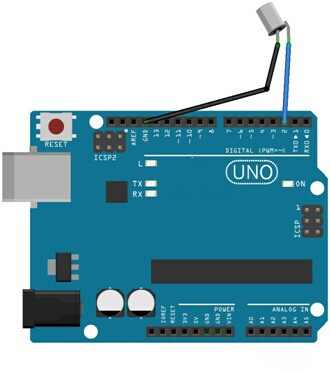 RESET
ICSP2
AREF
GND
13
12
~11
~10
~9
8
7
~6
~5
4
~3
2
TXD▶1
RXD◀0
DIGITAL (PWM=~)
L
TX
RX
UNO
ON
1
ICSP
IOREF
RESET
3V3
5V
GND
GND
VIN
POWER
ANALOG IN
A0
A1
A2
A3
A4
A5